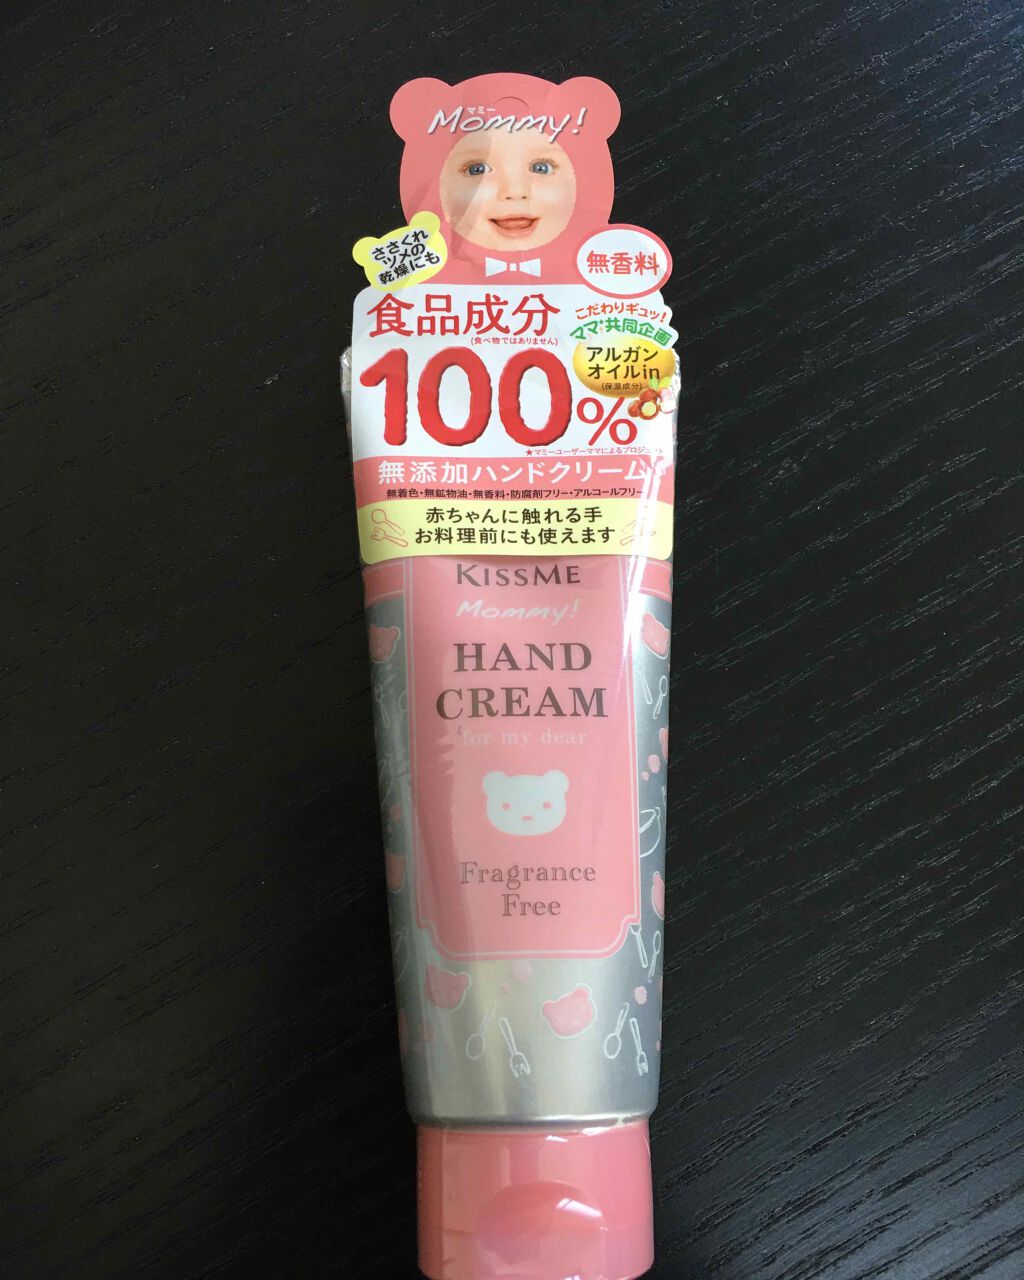 マミー
Mommy!
ささくれ
ツメの
乾燥にも
無香料
食品成分
(食べ物ではありません)
100%
こだわりギュッ!
ママ★共同企画
アルガン
オイルin
(保湿成分)
★マミーユーザーママによるプロジェクト
無添加ハンドクリーム
無着色・無鉱物油・無香料・防腐剤フリー・アルコールフリー
赤ちゃんに触れる手
お料理前にも使えます
KISSME
Mommy!
HAND
CREAM
for my dear
Fragrance
Free